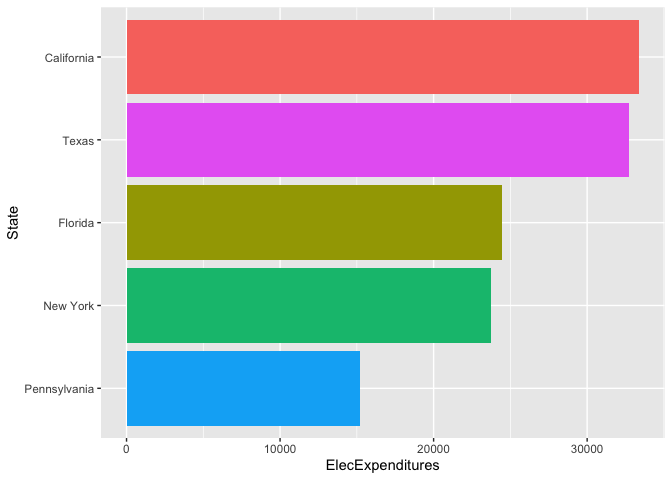 California
Texas
Florida
New York
Pennsylvania
State
0 10000 20000 30000
ElecExpenditures